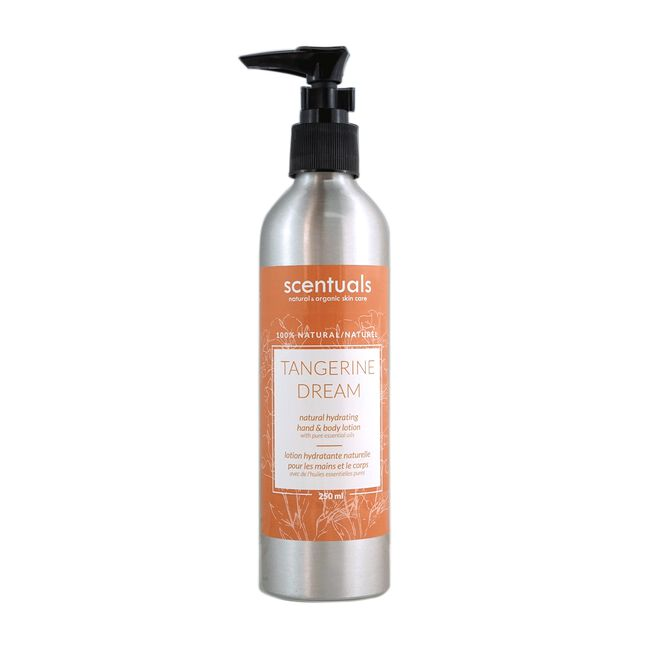 scentuals
natural & organic skin care
100% NATURAL/NATUREL
TANGERINE
DREAM
natural hydrating
hand & body lotion
with pure essential oils
lotion hydratante naturelle
pour les mains et le corps
avec de l'huiles essentielles pures
250 ml